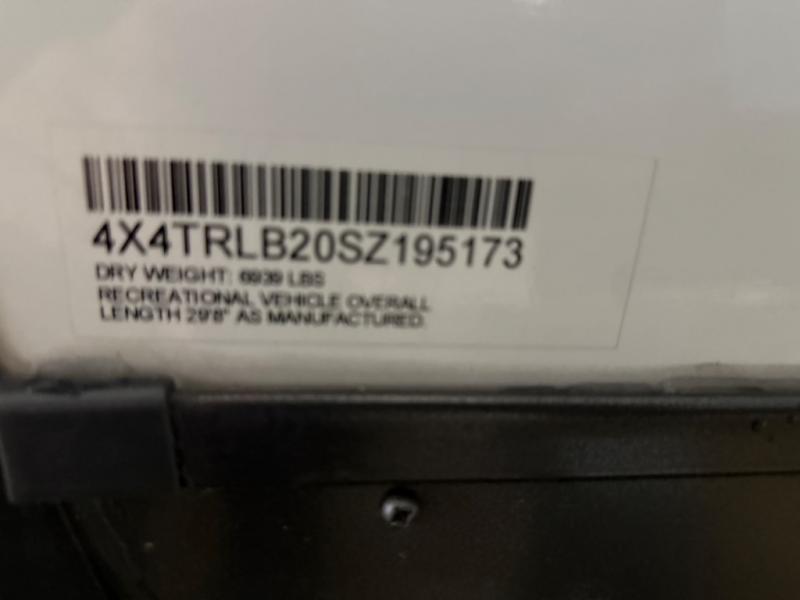 4X4TRLB20SZ195173
DRY WEIGHT: 6939 LBS
RECREATIONAL VEHICLE OVERALL
LENGTH 29'8" AS MANUFACTURED.